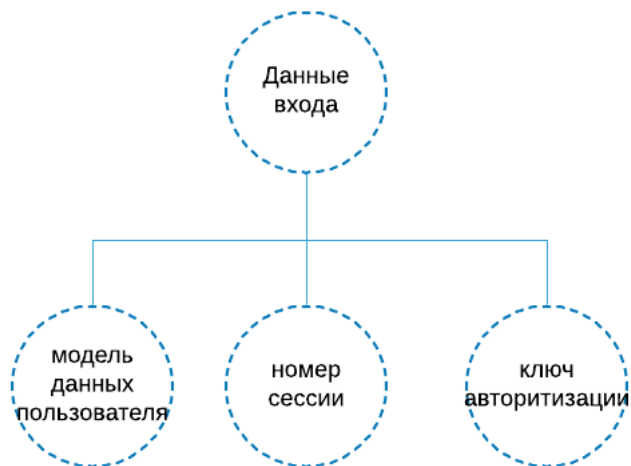 Данные
входа
модель
данных
пользователя
номер
сессии
ключ
авторитизации